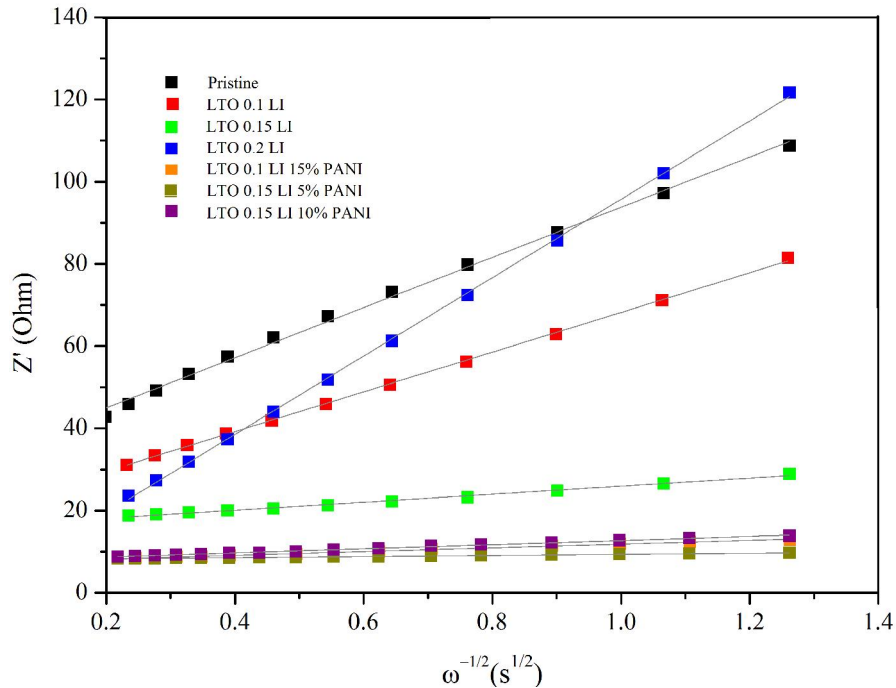 140
120
100
80
60
40
20
0
Z' (Ohm)
Pristine
LTO 0.1 LI
LTO 0.15 LI
LTO 0.2 LI
LTO 0.1 LI 15% PANI
LTO 0.15 LI 5% PANI
LTO 0.15 LI 10% PANI
0.2 0.4 0.6 0.8 1.0 1.2 1.4
ω⁻¹/²(s¹/²)